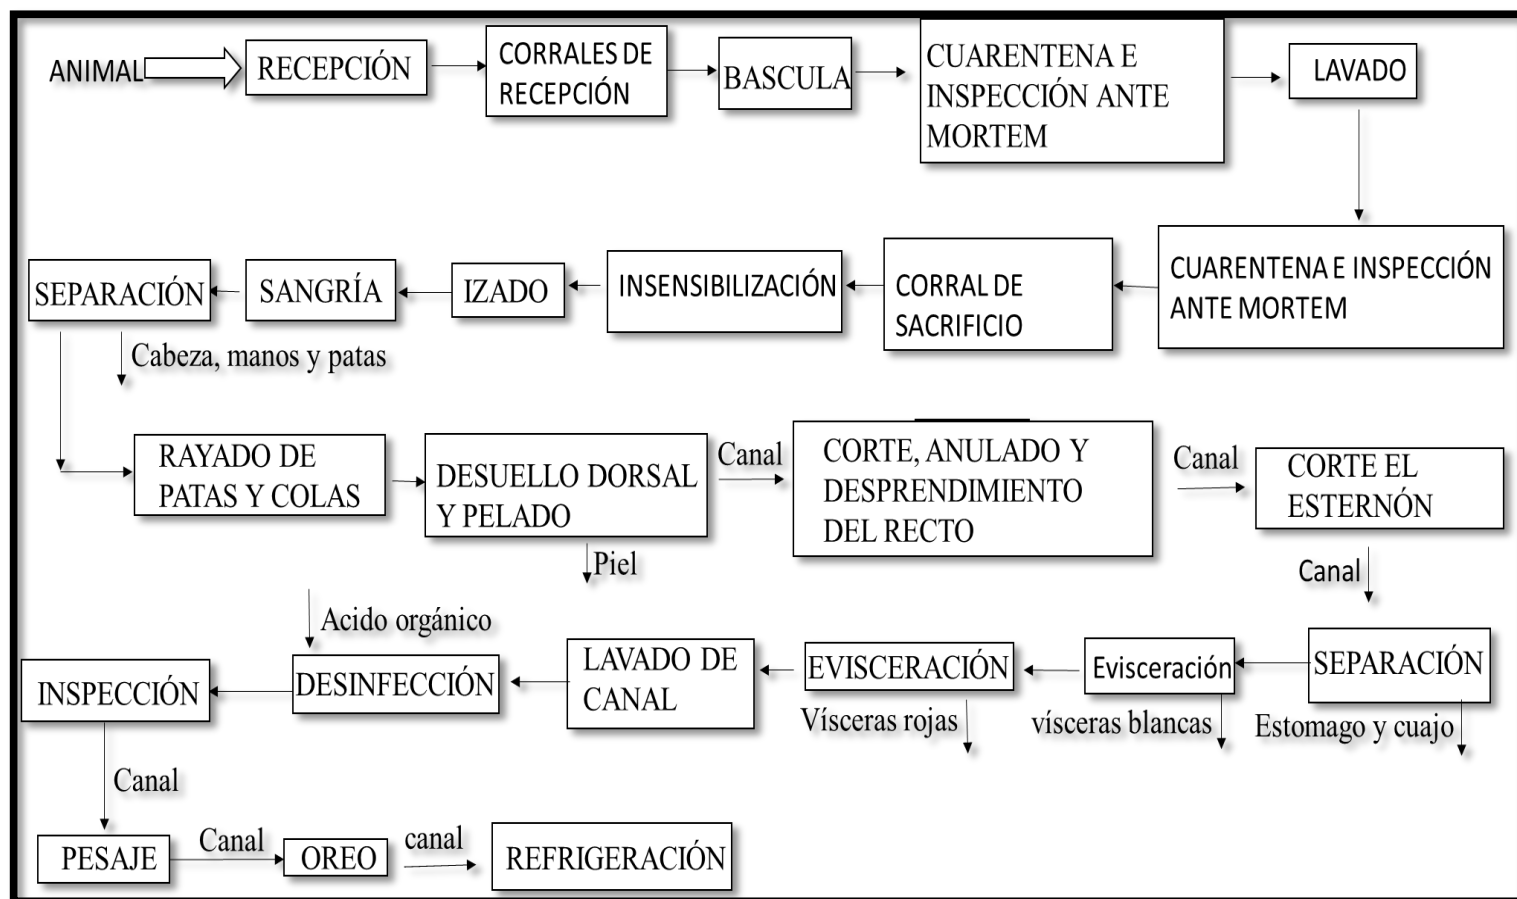 ANIMAL
RECEPCIÓN
CORRALES DE
RECEPCIÓN
BASCULA
CUARENTENA E
INSPECCIÓN ANTE
MORTEM
LAVADO
CUARENTENA E INSPECCIÓN
ANTE MORTEM
CORRAL DE
SACRIFICIO
INSENSIBILIZACIÓN
IZADO
SANGRÍA
SEPARACIÓN
Cabeza, manos y patas
RAYADO DE
PATAS Y COLAS
DESUELLO DORSAL
Y PELADO
Piel
Canal
CORTE, ANULADO Y
DESPRENDIMIENTO
DEL RECTO
Canal
CORTE EL
ESTERNÓN
Canal
SEPARACIÓN
Estomago y cuajo
Evisceración
vísceras blancas
EVISCERACIÓN
Vísceras rojas
LAVADO DE
CANAL
Acido orgánico
DESINFECCIÓN
INSPECCIÓN
Canal
PESAJE
Canal
OREO
canal
REFRIGERACIÓN